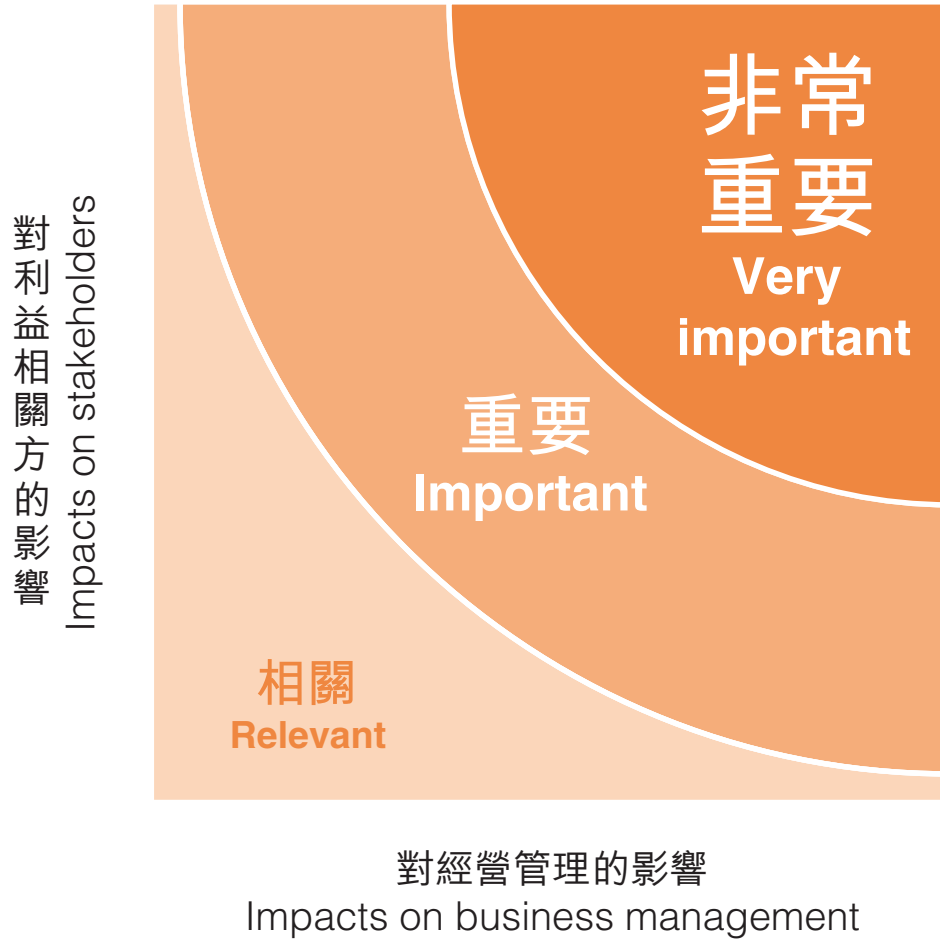 非常
重要
Very
important
重要
Important
相關
Relevant
對利益相關方的影響
Impacts on stakeholders
對經營管理的影響
Impacts on business management